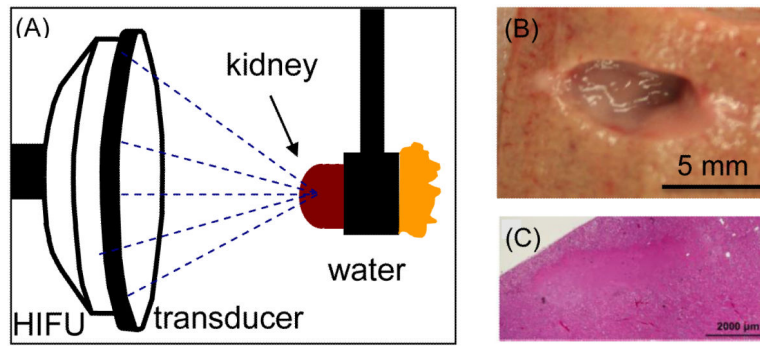 (A)
kidney
water
HIFU
transducer
(B)
5 mm
(C)
2000 µm